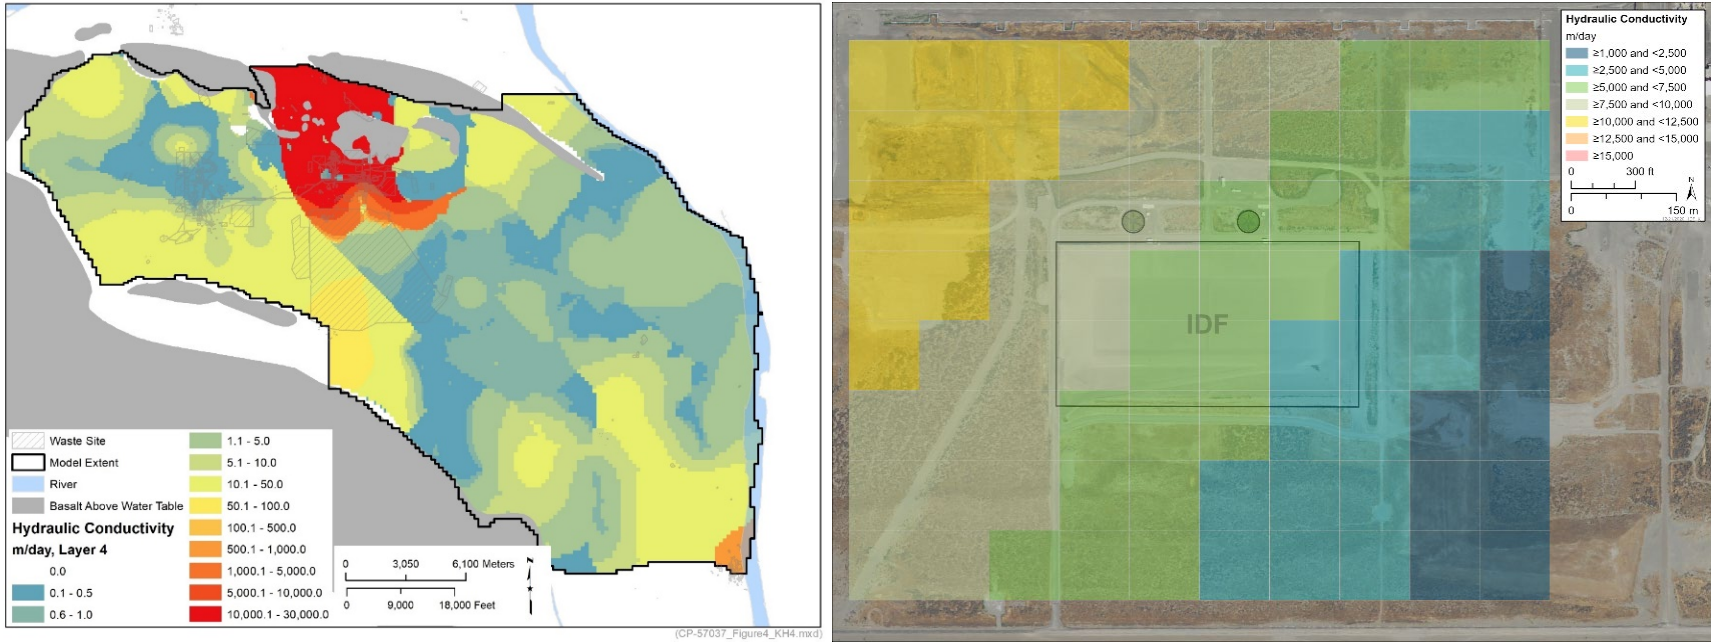 Waste Site
Model Extent
River
Basalt Above Water Table
Hydraulic Conductivity
m/day, Layer 4
0.0
0.1 - 0.5
0.6 - 1.0
1.1 - 5.0
5.1 - 10.0
10.1 - 50.0
50.1 - 100.0
100.1 - 500.0
500.1 - 1,000.0
1,000.1 - 5,000.0
5,000.1 - 10,000.0
10,000.1 - 30,000.0
0 3,050 6,100 Meters
0 9,000 18,000 Feet
N
(CP-57037_Figure4_KH4.mxd)
Hydraulic Conductivity
m/day
≥1,000 and <2,500
≥2,500 and <5,000
≥5,000 and <7,500
≥7,500 and <10,000
≥10,000 and <12,500
≥12,500 and <15,000
≥15,000
0 300 ft
N
0 150 m
IDF